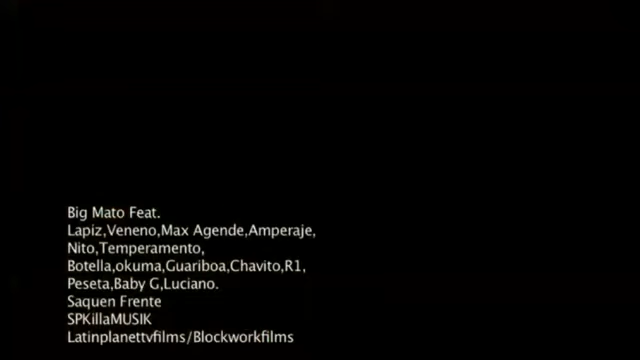 Big Mato Feat.
Lapiz,Veneno,Max Agende,Amperaje,
Nito,Temperamento,
Botella,okuma,Guariboa,Chavito,R1,
Peseta,Baby G,Luciano.
Saquen Frente
SPKillaMUSIK
Latinplanettvfilms/Blockworkfilms